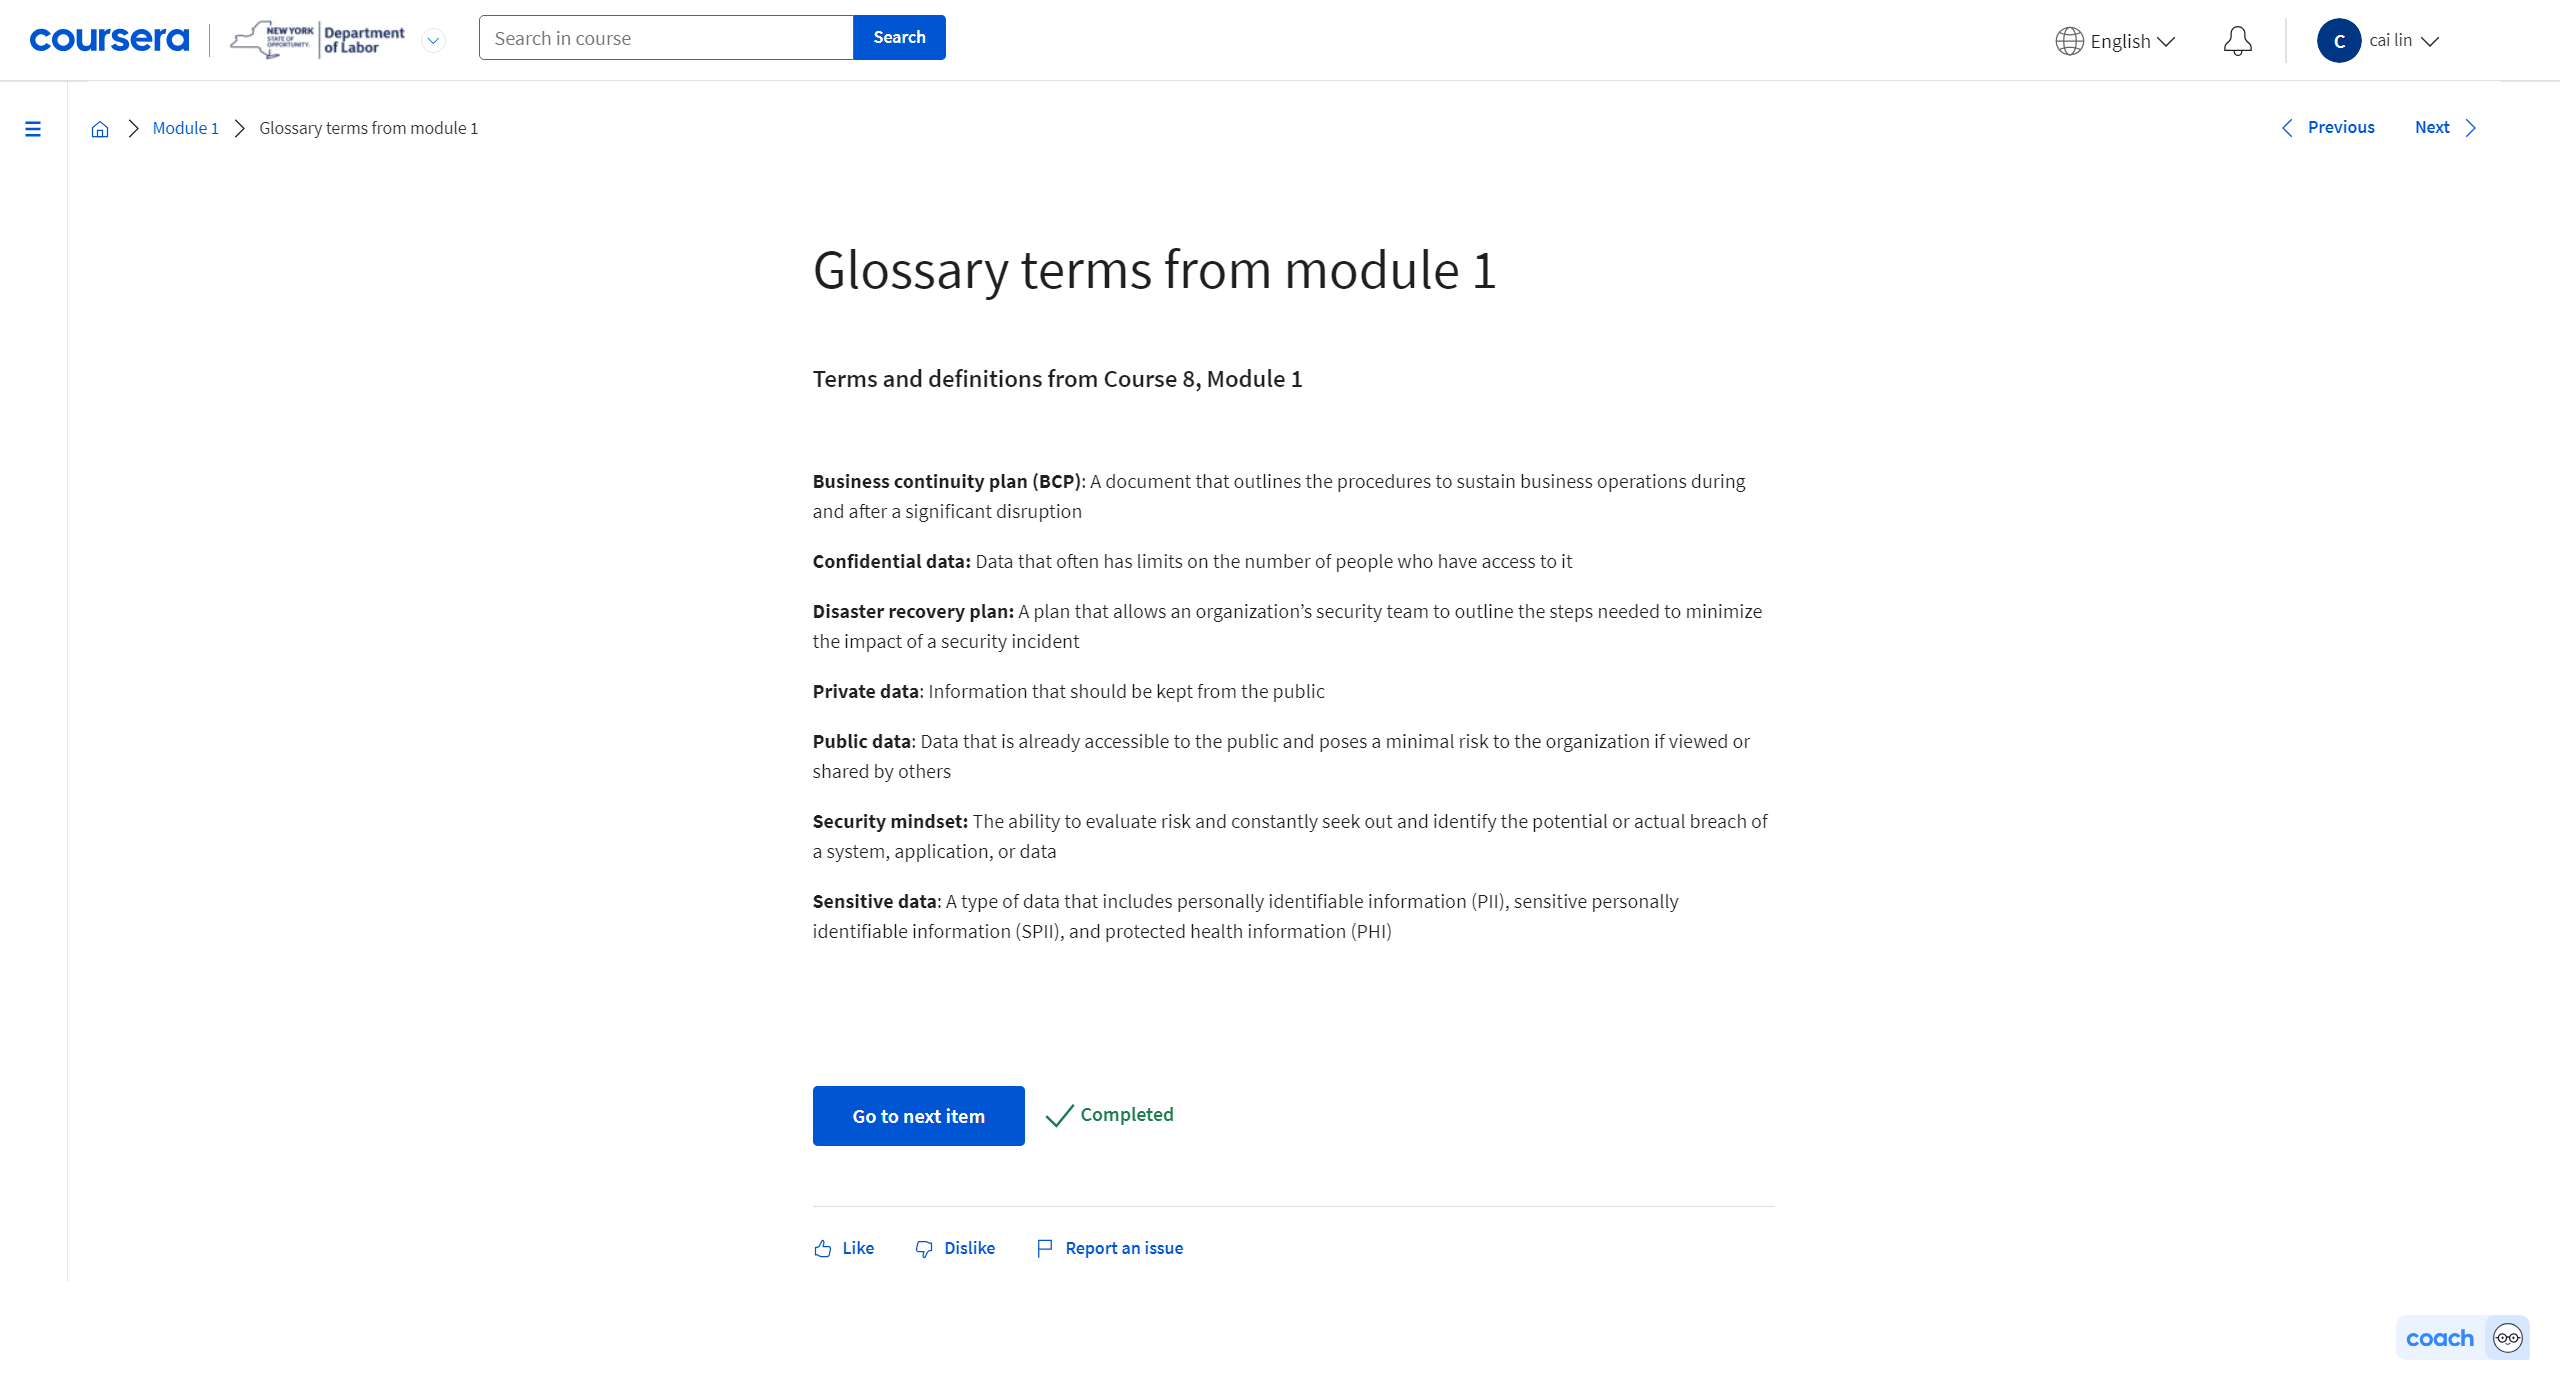 coursera
NEW YORK
STATE OF
OPPORTUNITY.
Department
of Labor
Search in course
Search
English
C
cai lin
Module 1
Glossary terms from module 1
Previous
Next
Glossary terms from module 1
Terms and definitions from Course 8, Module 1
Business continuity plan (BCP): A document that outlines the procedures to sustain business operations during
and after a significant disruption
Confidential data: Data that often has limits on the number of people who have access to it
Disaster recovery plan: A plan that allows an organization’s security team to outline the steps needed to minimize
the impact of a security incident
Private data: Information that should be kept from the public
Public data: Data that is already accessible to the public and poses a minimal risk to the organization if viewed or
shared by others
Security mindset: The ability to evaluate risk and constantly seek out and identify the potential or actual breach of
a system, application, or data
Sensitive data: A type of data that includes personally identifiable information (PII), sensitive personally
identifiable information (SPII), and protected health information (PHI)
Go to next item
Completed
Like
Dislike
Report an issue
coach